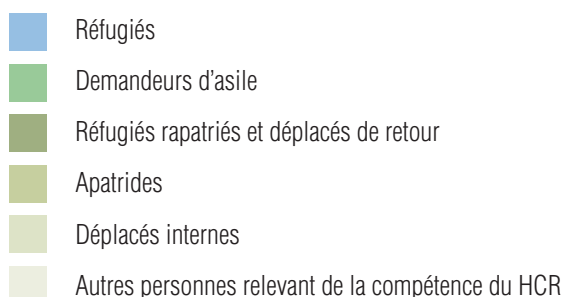 Réfugiés
Demandeurs d’asile
Réfugiés rapatriés et déplacés de retour
Apatrides
Déplacés internes
Autres personnes relevant de la compétence du HCR